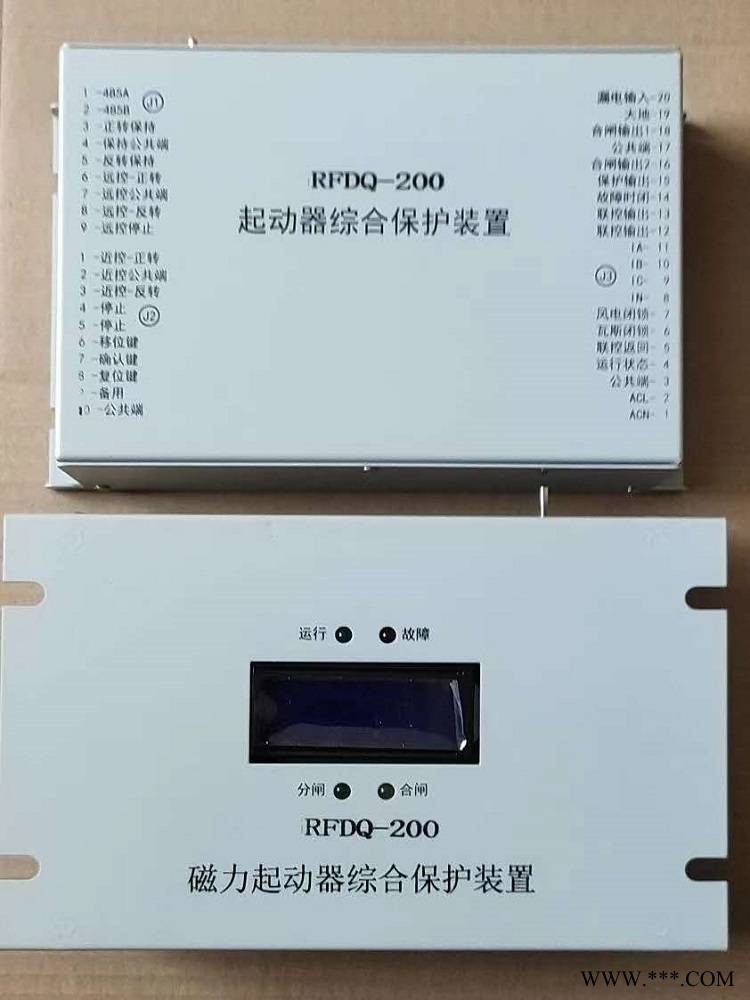 1 -485A
2 -485B
J1
3 -正转保持
4 -保持公共端
5 -反转保持
6 -远控-正转
7 -远控公共端
8 -远控-反转
9 -远控停止
1 -近控-正转
2 -近控公共端
3 -近控-反转
4 -停止
5 -停止
J2
6 -移位键
7 -确认键
8 -复位键
-备用
10 -公共端
RFDQ-200
起动器综合保护装置
漏电输入-20
大地-19
合闸输出1-18
公共端-17
合闸输出2-16
保护输出-15
故障时闭-14
联控输出-13
联控输出-12
IA- 11
IB- 10
IC- 9
J3
IN- 8
风电闭锁- 7
瓦斯闭锁- 6
联控返回- 5
运行状态- 4
公共端- 3
ACL- 2
ACN- 1
运行
故障
分闸
合闸
RFDQ-200
磁力起动器综合保护装置
WWW.***.COM